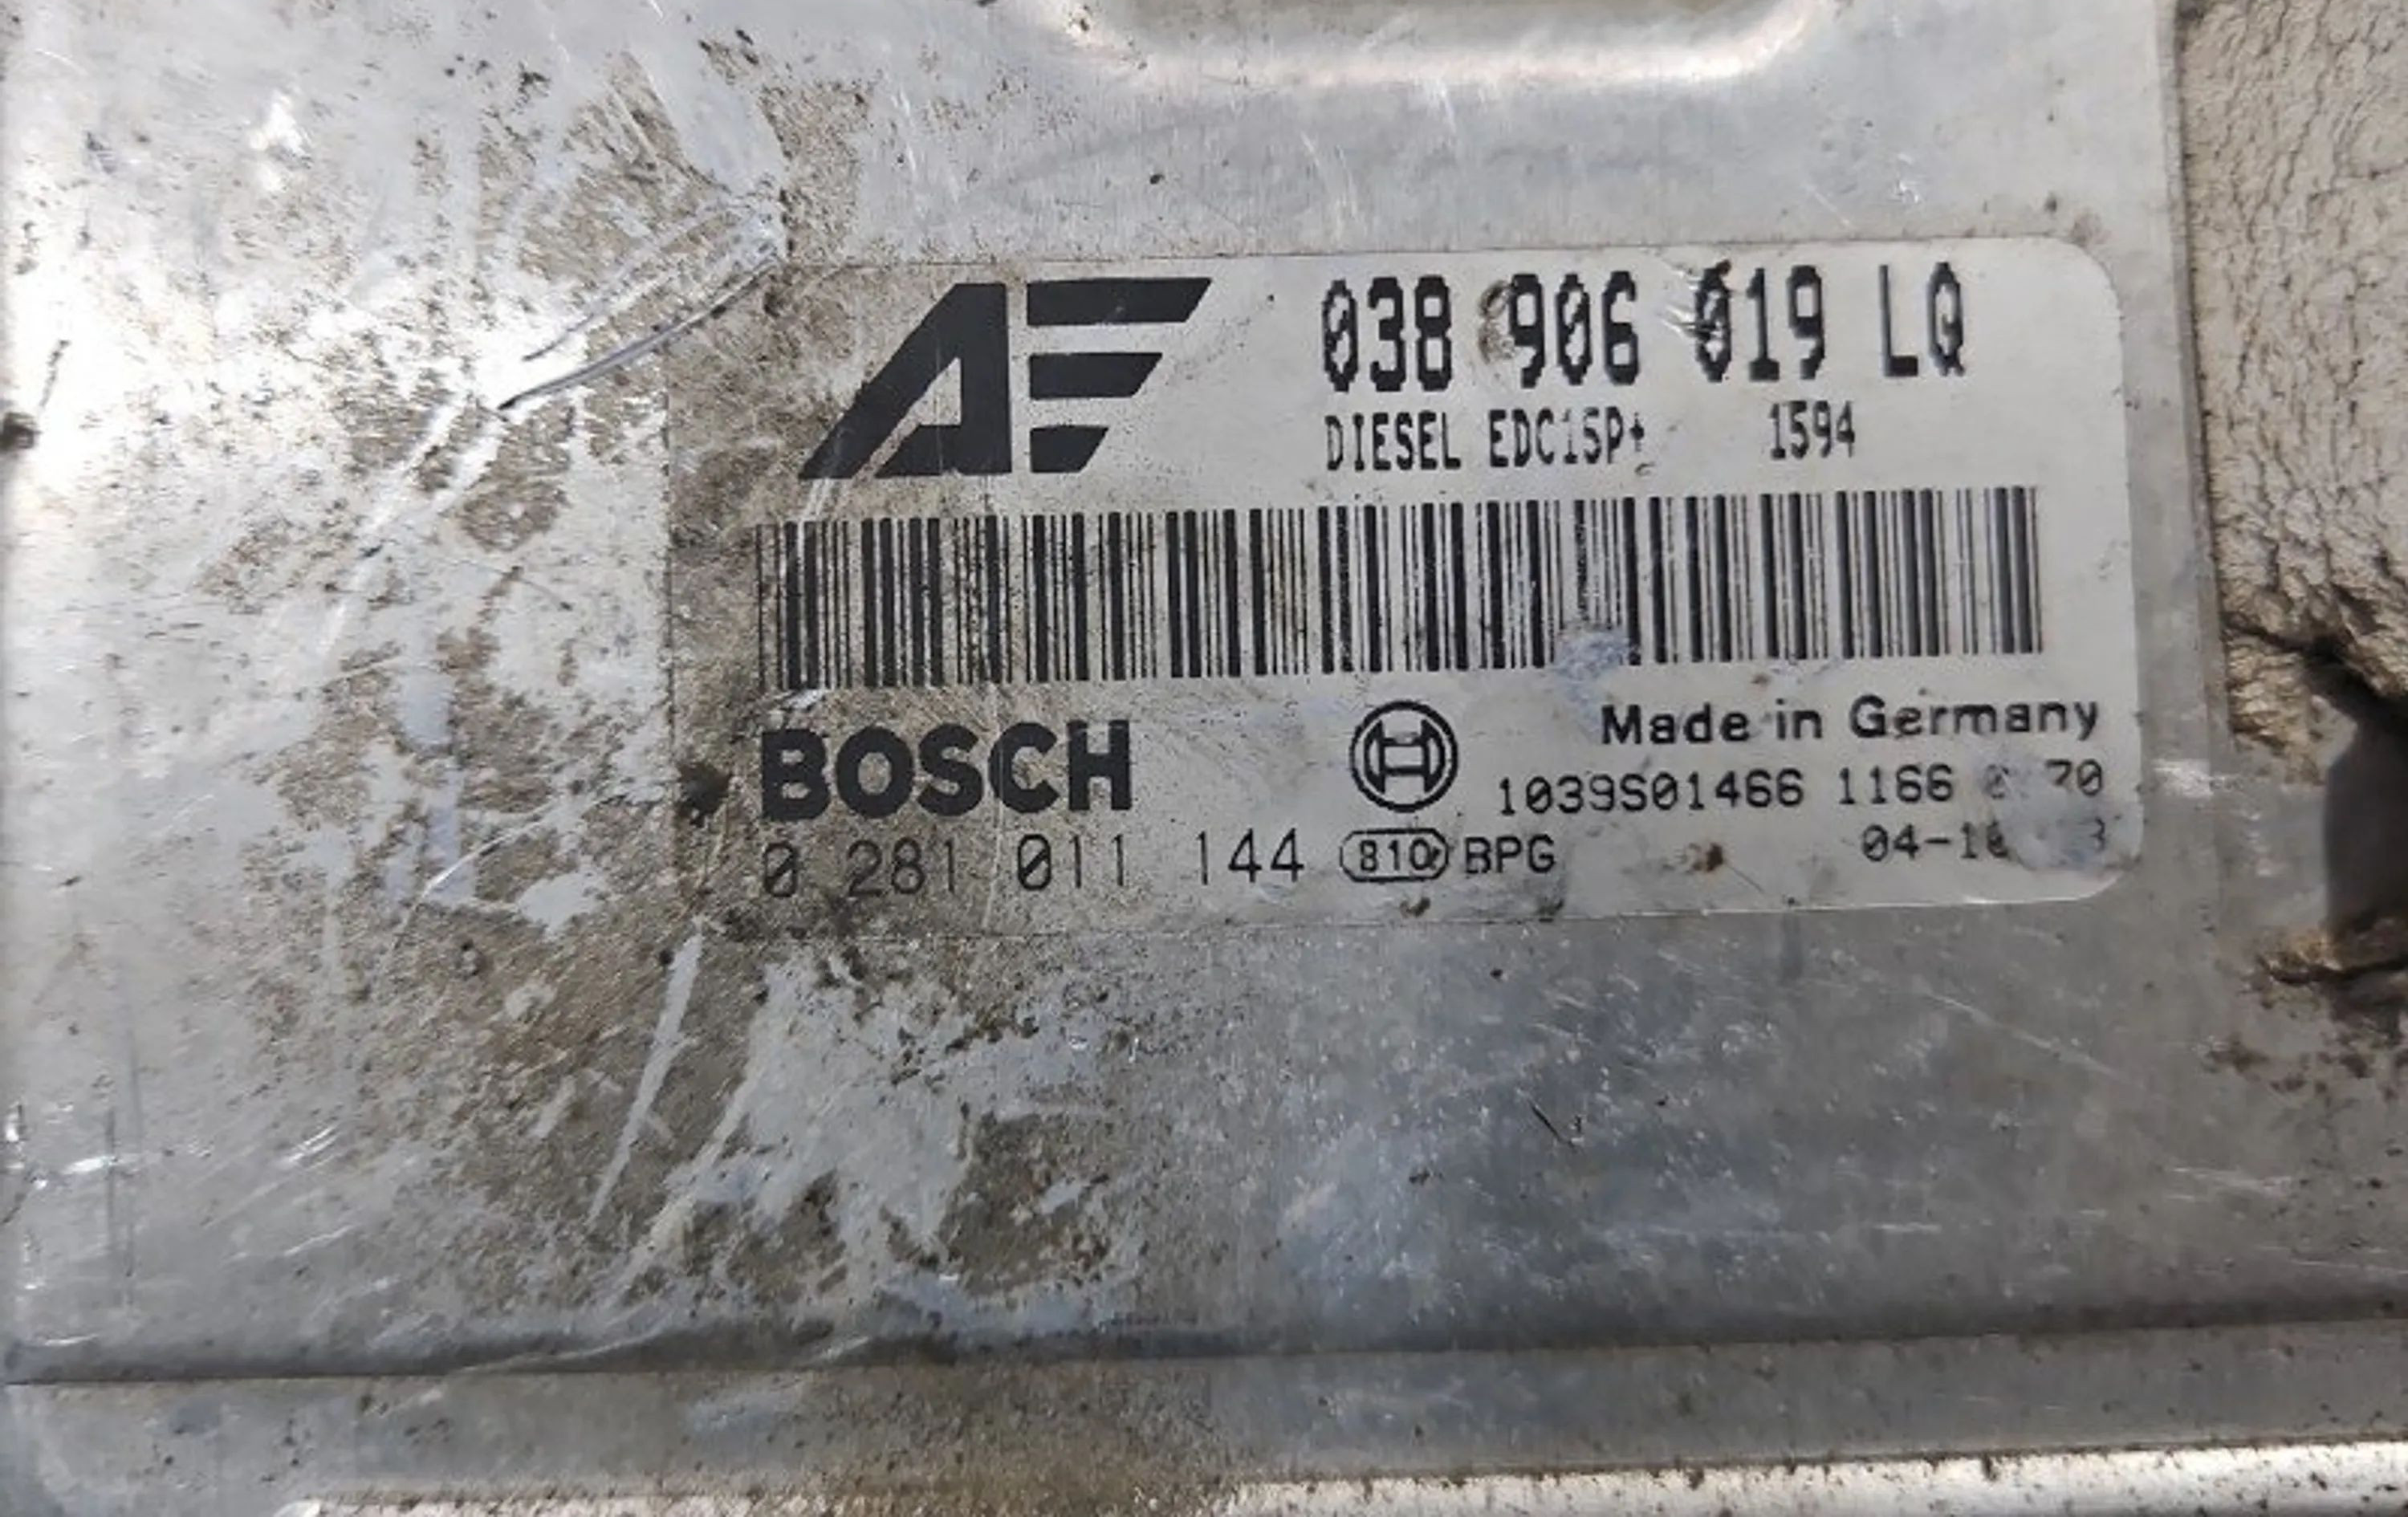 AF
038 906 019 LQ
DIESEL EDC15P+ 1594
BOSCH
Made in Germany
1039S01466 1166
0 281 011 144 810 BPG